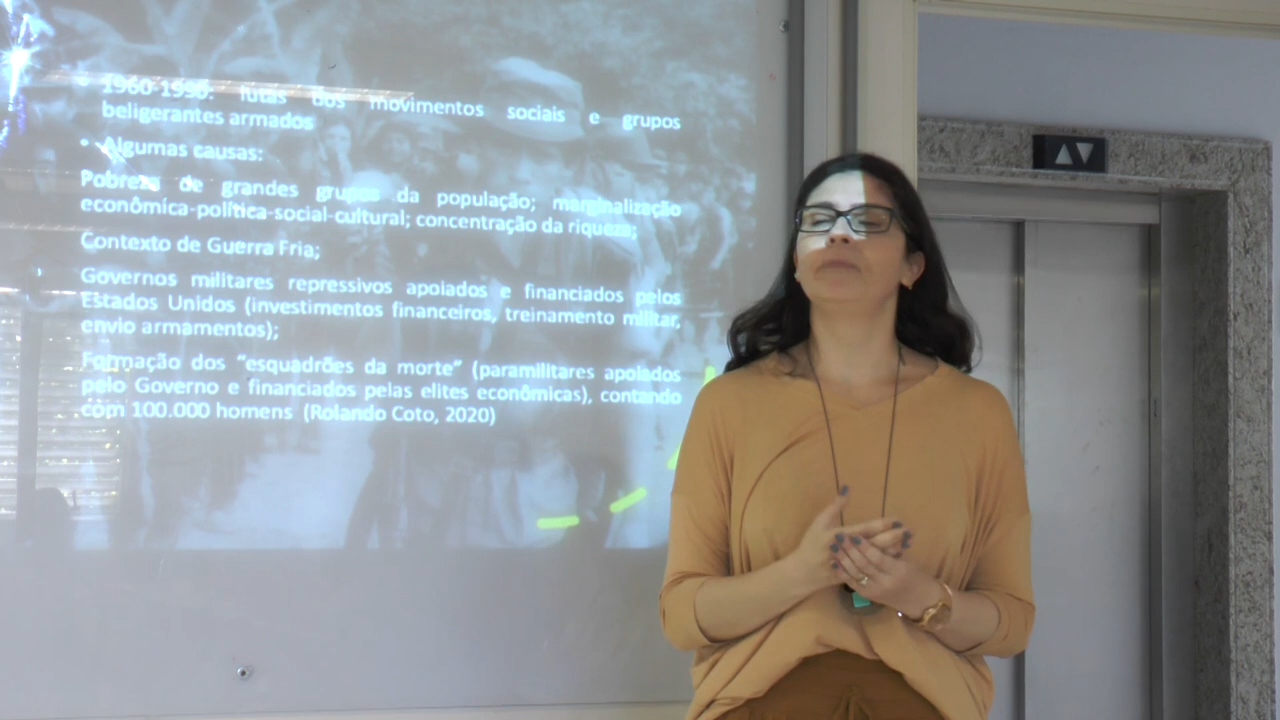 • 1960-1990: lutas dos movimentos sociais e grupos
beligerantes armados
• Algumas causas:
Pobreza de grandes grupos da população; marginalização
econômica-política-social-cultural; concentração da riqueza;
Contexto de Guerra Fria;
Governos militares repressivos apoiados e financiados pelos
Estados Unidos (investimentos financeiros, treinamento militar,
envio armamentos);
Formação dos “esquadrões da morte” (paramilitares apoiados
pelo Governo e financiados pelas elites econômicas), contando
com 100.000 homens (Rolando Coto, 2020)